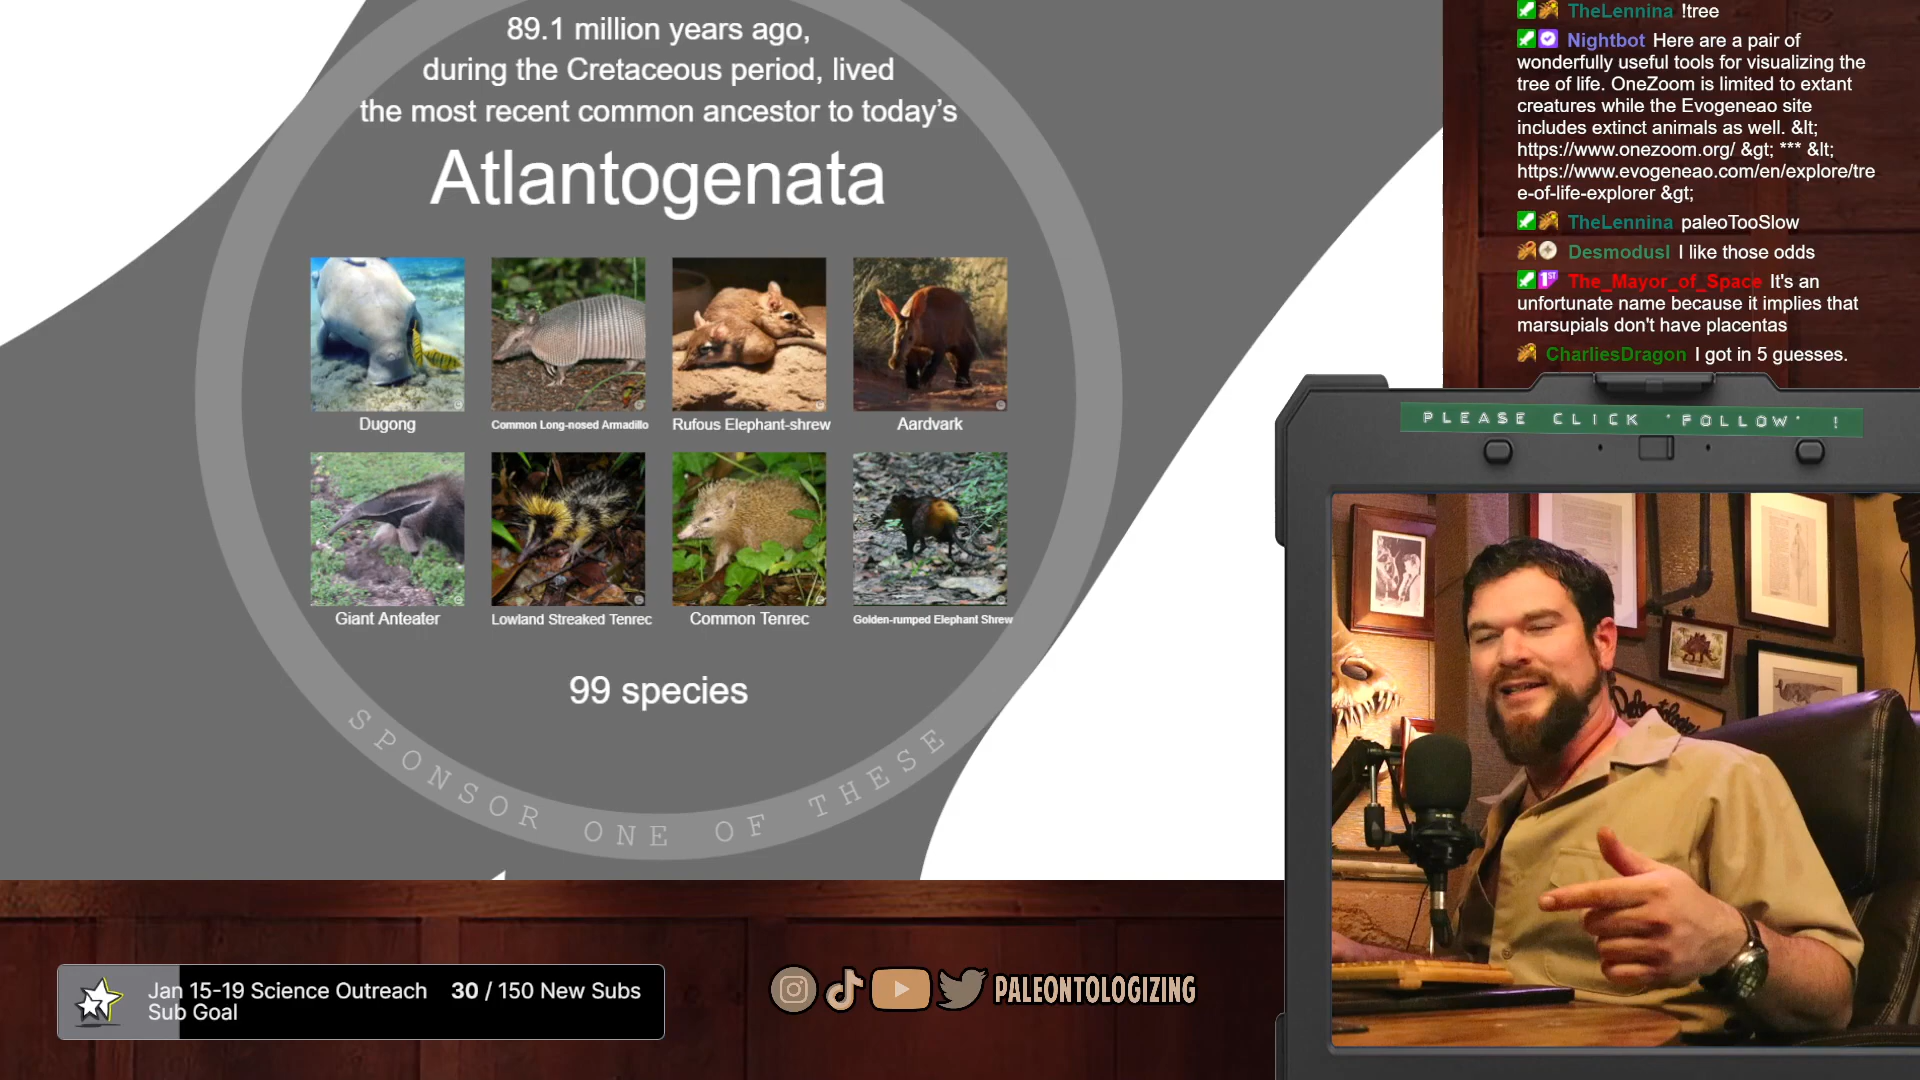 89.1 million years ago,
during the Cretaceous period, lived
the most recent common ancestor to today's
Atlantogenata
Dugong
Common Long-nosed Armadillo
Rufous Elephant-shrew
Aardvark
Giant Anteater
Lowland Streaked Tenrec
Common Tenrec
Golden-rumped Elephant Shrew
99 species
SPONSOR ONE OF THESE
TheLennina !tree
Nightbot Here are a pair of
wonderfully useful tools for visualizing the
tree of life. OneZoom is limited to extant
creatures while the Evogeneao site
includes extinct animals as well. &lt;
https://www.onezoom.org/ &gt; *** &lt;
https://www.evogeneao.com/en/explore/tre
e-of-life-explorer &gt;
TheLennina paleoTooSlow
Desmodusl I like those odds
1ST The_Mayor_of_Space It's an
unfortunate name because it implies that
marsupials don't have placentas
CharliesDragon I got in 5 guesses.
PLEASE CLICK 'FOLLOW' !
Jan 15-19 Science Outreach 30 / 150 New Subs
Sub Goal
PALEONTOLOGIZING